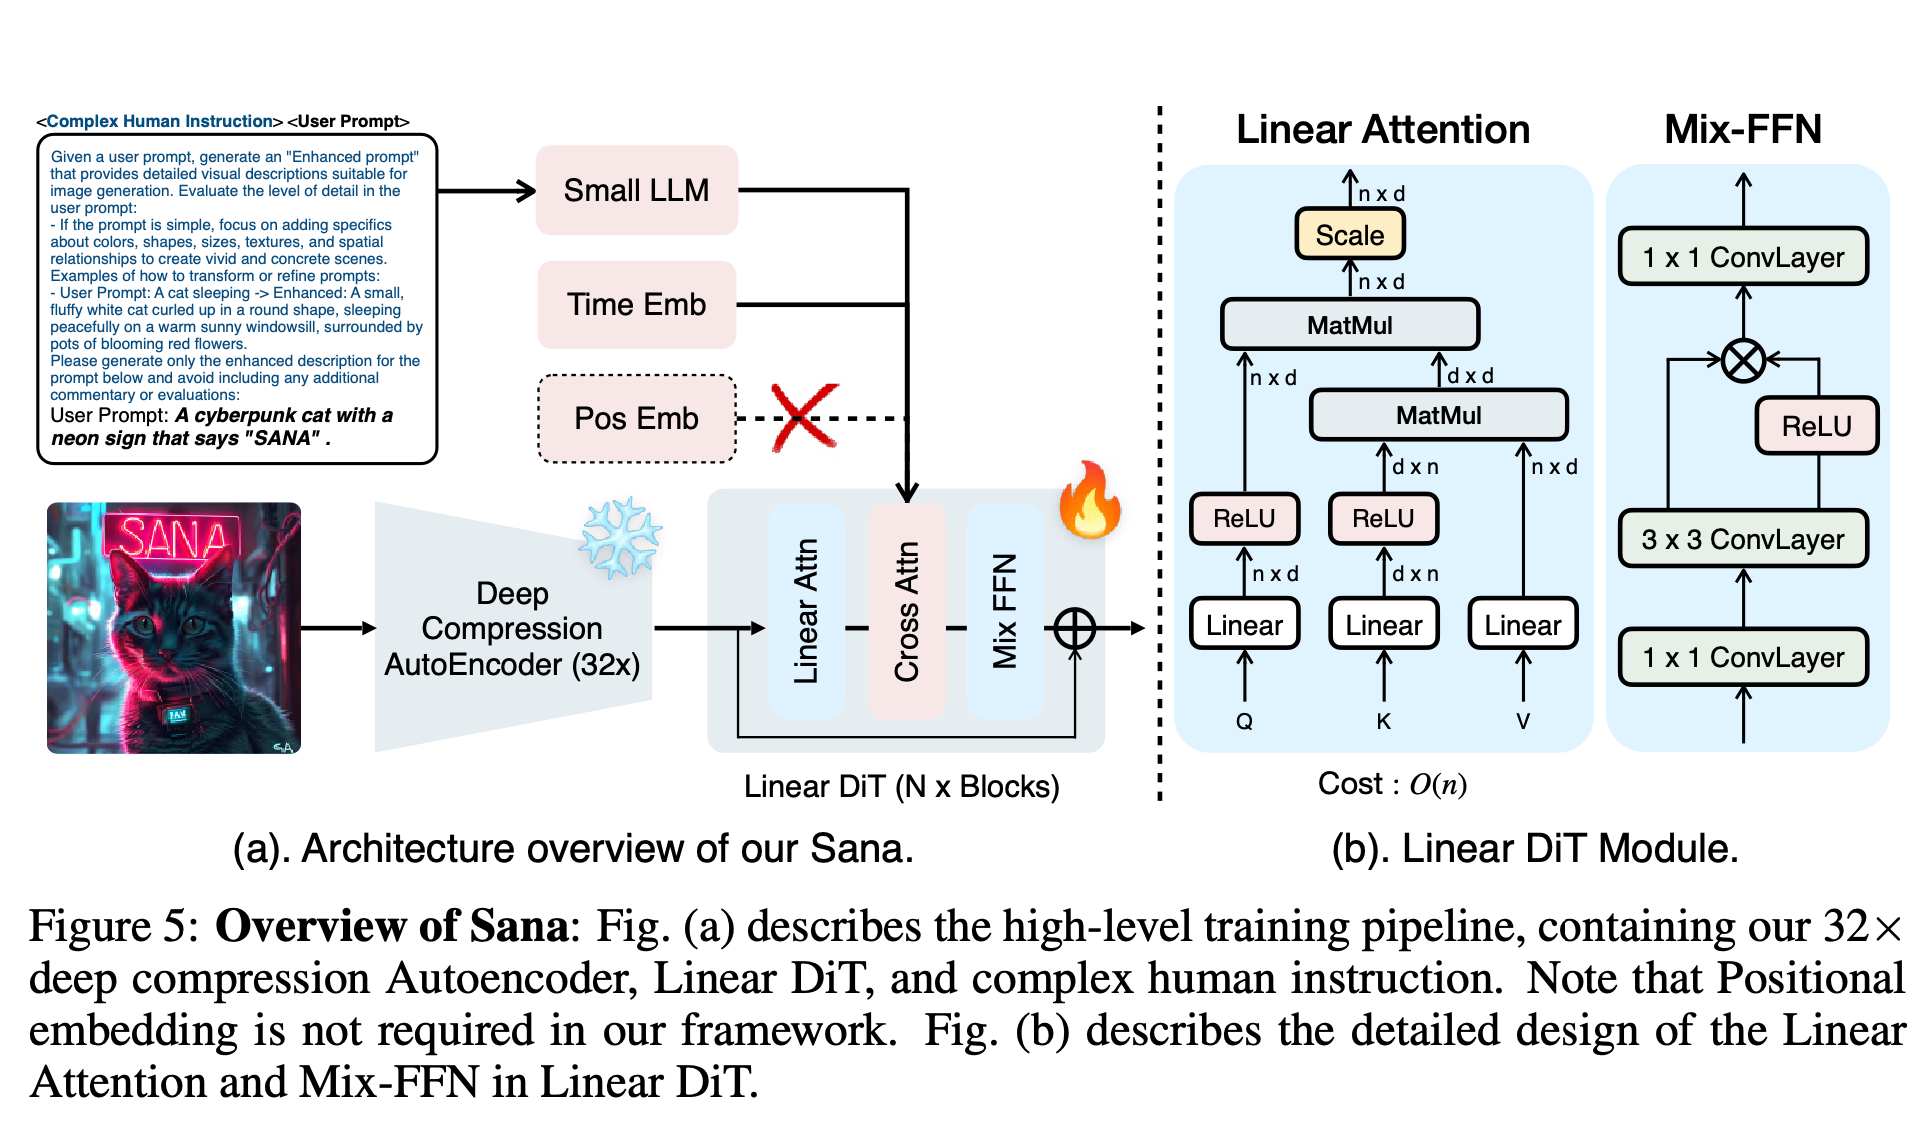 <Complex Human Instruction> <User Prompt>
Given a user prompt, generate an "Enhanced prompt"
that provides detailed visual descriptions suitable for
image generation. Evaluate the level of detail in the
user prompt:
- If the prompt is simple, focus on adding specifics
about colors, shapes, sizes, textures, and spatial
relationships to create vivid and concrete scenes.
Examples of how to transform or refine prompts:
- User Prompt: A cat sleeping -> Enhanced: A small,
fluffy white cat curled up in a round shape, sleeping
peacefully on a warm sunny windowsill, surrounded by
pots of blooming red flowers.
Please generate only the enhanced description for the
prompt below and avoid including any additional
commentary or evaluations:
User Prompt: A cyberpunk cat with a
neon sign that says "SANA" .
Small LLM
Time Emb
Pos Emb
SANA
Deep
Compression
AutoEncoder (32x)
Linear Attn
Cross Attn
Mix FFN
Linear DiT (N x Blocks)
(a). Architecture overview of our Sana.
Linear Attention
n x d
Scale
n x d
MatMul
n x d
d x d
MatMul
d x n
n x d
ReLU
ReLU
n x d
d x n
Linear
Linear
Linear
Q
K
V
Cost : O(n)
Mix-FFN
1 x 1 ConvLayer
ReLU
3 x 3 ConvLayer
1 x 1 ConvLayer
(b). Linear DiT Module.
Figure 5: Overview of Sana: Fig. (a) describes the high-level training pipeline, containing our 32×
deep compression Autoencoder, Linear DiT, and complex human instruction. Note that Positional
embedding is not required in our framework. Fig. (b) describes the detailed design of the Linear
Attention and Mix-FFN in Linear DiT.